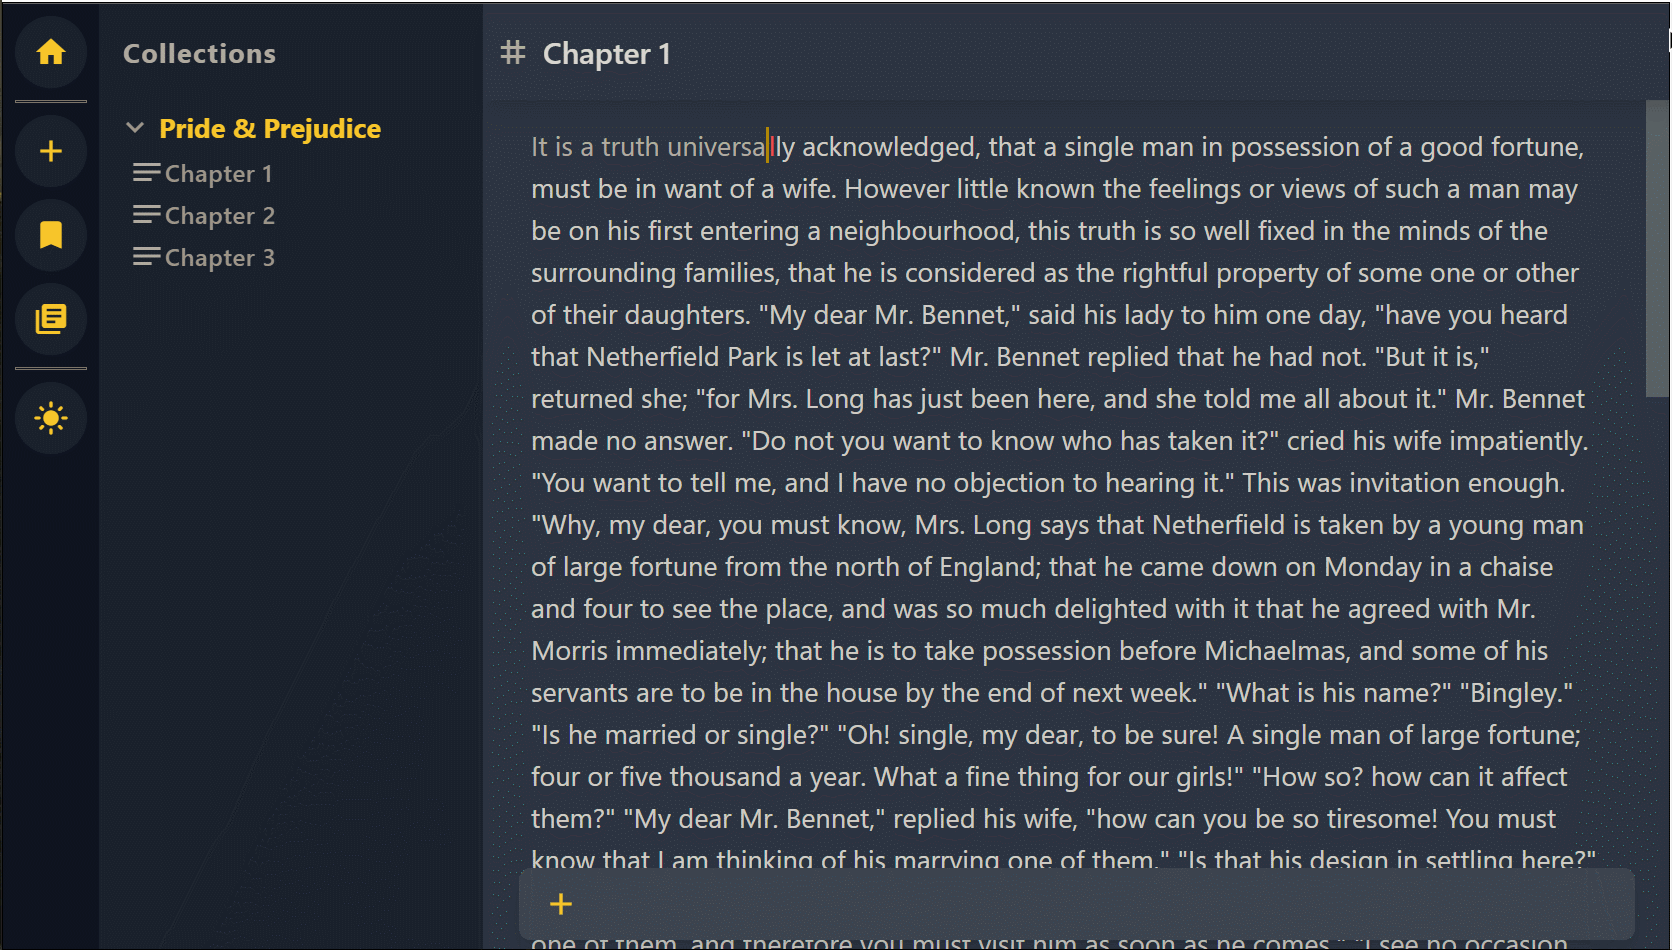 Collections
Pride & Prejudice
Chapter 1
Chapter 2
Chapter 3
# Chapter 1
It is a truth universally acknowledged, that a single man in possession of a good fortune,
must be in want of a wife. However little known the feelings or views of such a man may
be on his first entering a neighbourhood, this truth is so well fixed in the minds of the
surrounding families, that he is considered as the rightful property of some one or other
of their daughters. "My dear Mr. Bennet," said his lady to him one day, "have you heard
that Netherfield Park is let at last?" Mr. Bennet replied that he had not. "But it is,"
returned she; "for Mrs. Long has just been here, and she told me all about it." Mr. Bennet
made no answer. "Do not you want to know who has taken it?" cried his wife impatiently.
"You want to tell me, and I have no objection to hearing it." This was invitation enough.
"Why, my dear, you must know, Mrs. Long says that Netherfield is taken by a young man
of large fortune from the north of England; that he came down on Monday in a chaise
and four to see the place, and was so much delighted with it that he agreed with Mr.
Morris immediately; that he is to take possession before Michaelmas, and some of his
servants are to be in the house by the end of next week." "What is his name?" "Bingley."
"Is he married or single?" "Oh! single, my dear, to be sure! A single man of large fortune;
four or five thousand a year. What a fine thing for our girls!" "How so? how can it affect
them?" "My dear Mr. Bennet," replied his wife, "how can you be so tiresome! You must
know that I am thinking of his marrying one of them." "Is that his design in settling here?"
one of them, and therefore you must visit him as soon as he comes." "I see no occasion